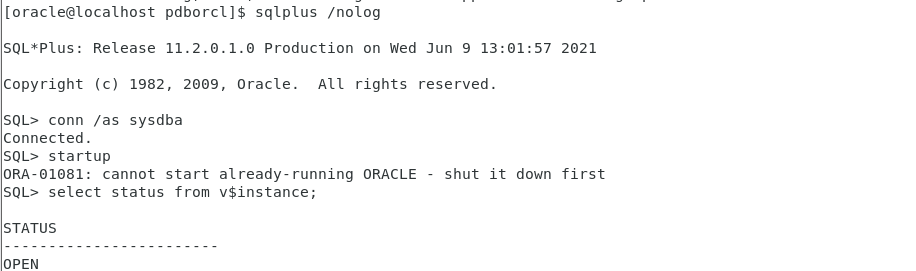 [oracle@localhost pdborcl]$ sqlplus /nolog
SQL*Plus: Release 11.2.0.1.0 Production on Wed Jun 9 13:01:57 2021
Copyright (c) 1982, 2009, Oracle.  All rights reserved.
SQL> conn /as sysdba
Connected.
SQL> startup
ORA-01081: cannot start already-running ORACLE - shut it down first
SQL> select status from v$instance;
STATUS
------------------------
OPEN